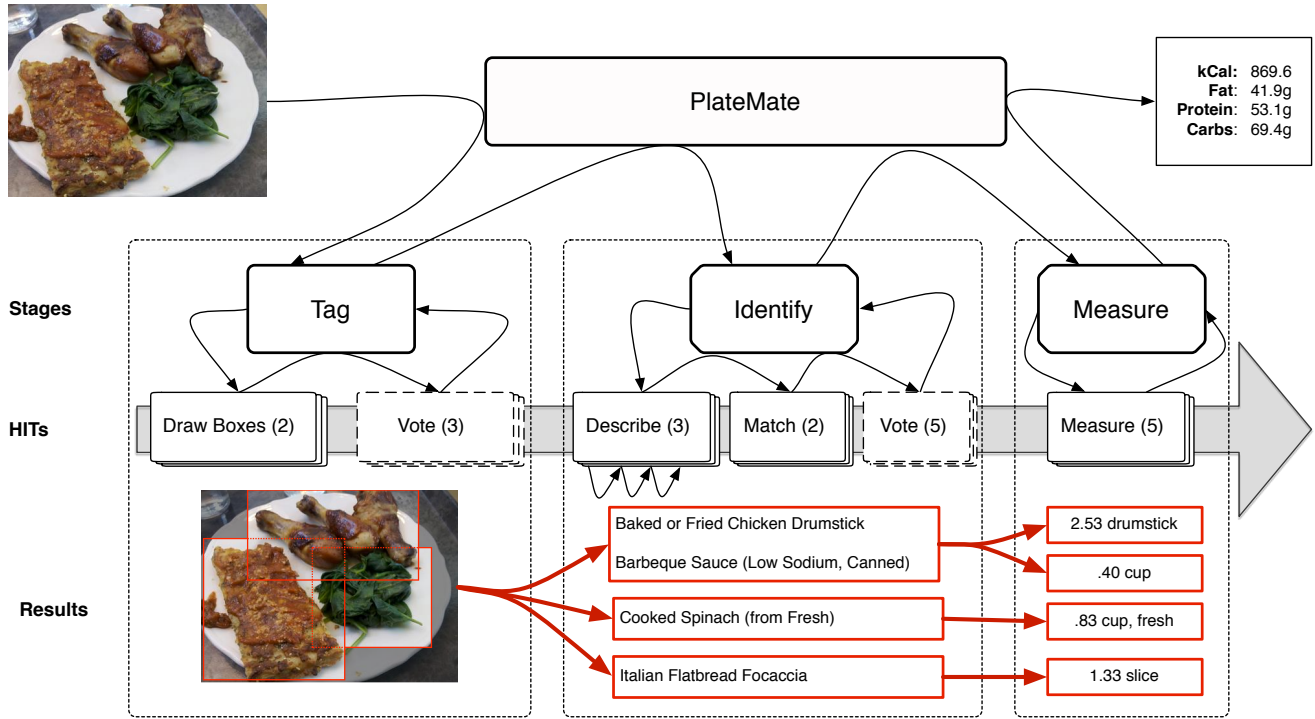 PlateMate
kCal: 869.6
Fat: 41.9g
Protein: 53.1g
Carbs: 69.4g
Stages
Tag
Identify
Measure
HITs
Draw Boxes (2)
Vote (3)
Describe (3)
Match (2)
Vote (5)
Measure (5)
Results
Baked or Fried Chicken Drumstick
Barbeque Sauce (Low Sodium, Canned)
Cooked Spinach (from Fresh)
Italian Flatbread Focaccia
2.53 drumstick
.40 cup
.83 cup, fresh
1.33 slice